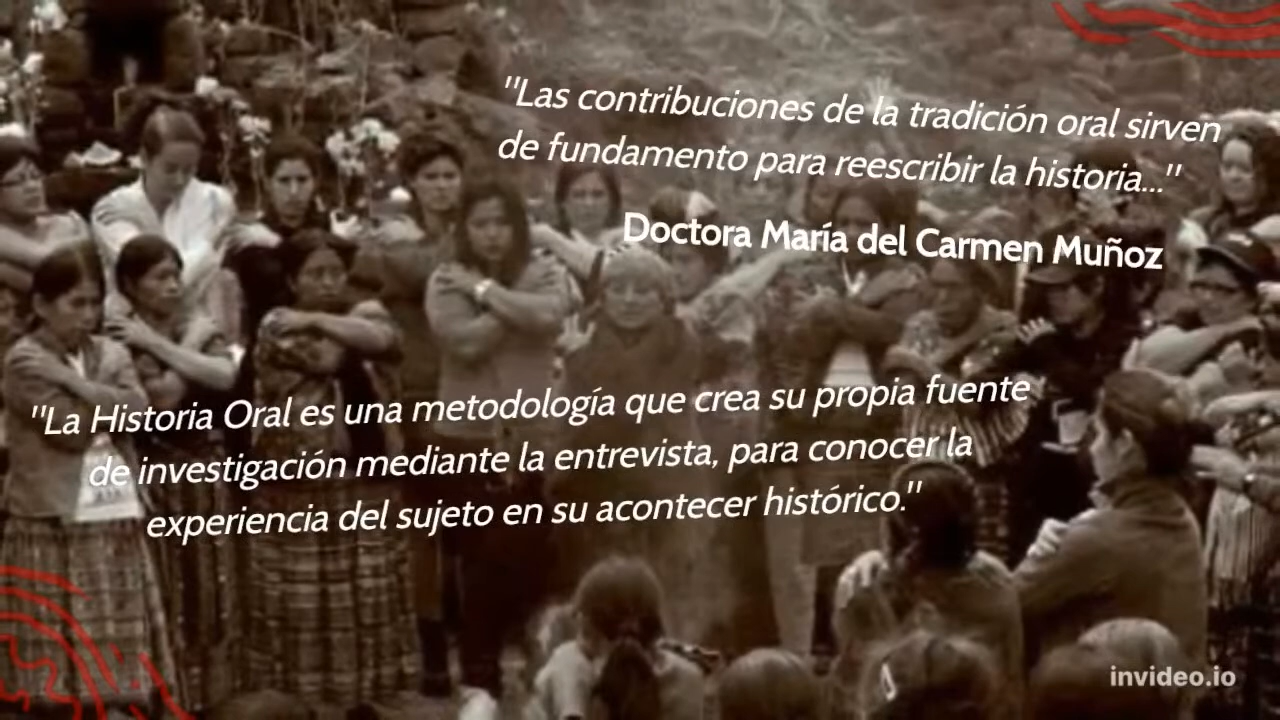 "Las contribuciones de la tradición oral sirven
de fundamento para reescribir la historia..."
Doctora María del Carmen Muñoz
"La Historia Oral es una metodología que crea su propia fuente
de investigación mediante la entrevista, para conocer la
experiencia del sujeto en su acontecer histórico."
invideo.io